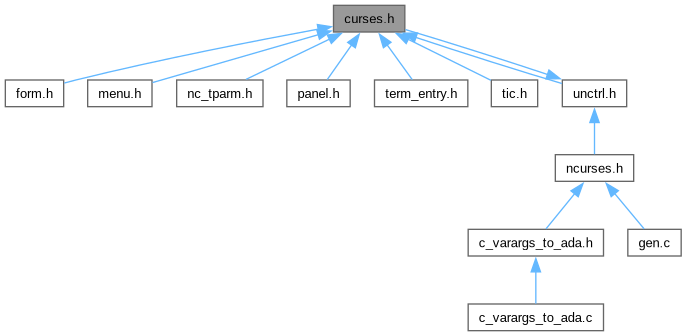 curses.h
form.h
menu.h
nc_tparm.h
panel.h
term_entry.h
tic.h
unctrl.h
ncurses.h
c_varargs_to_ada.h
gen.c
c_varargs_to_ada.c